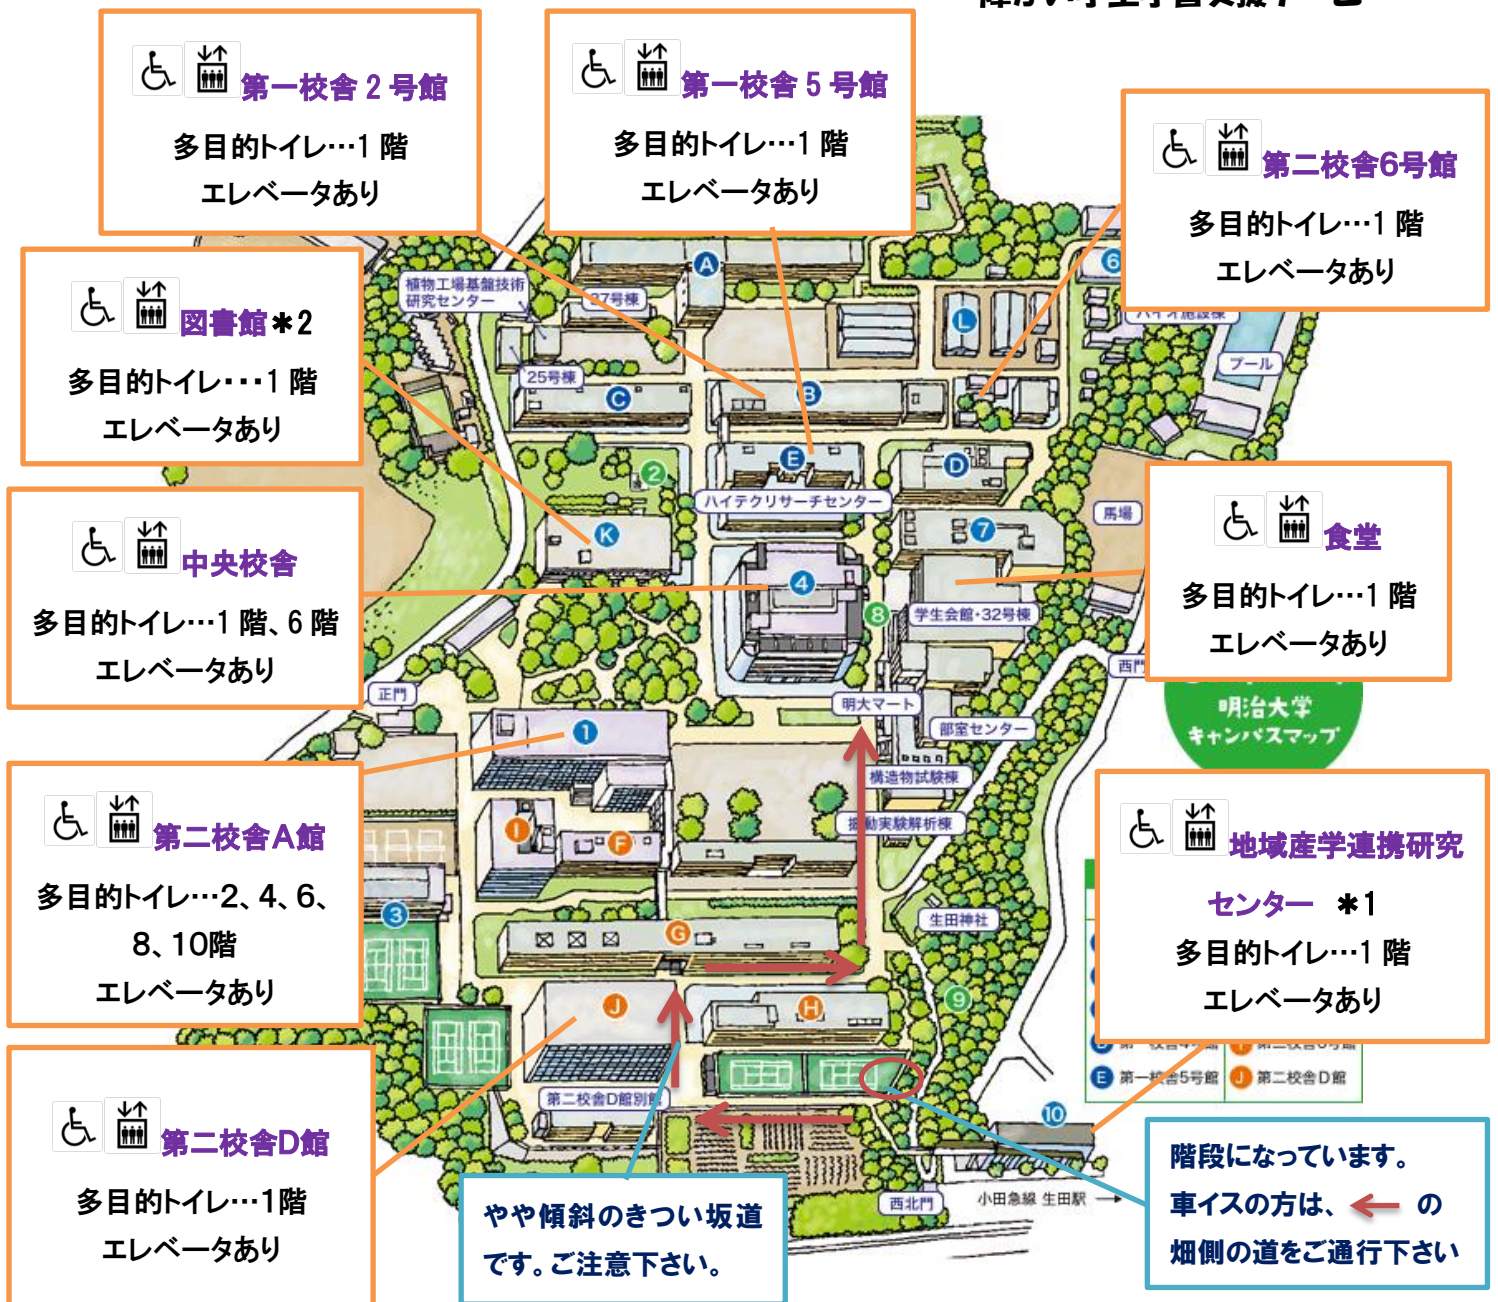 第一校舎2号館
多目的トイレ…1階
エレベータあり
第一校舎5号館
多目的トイレ…1階
エレベータあり
第二校舎6号館
多目的トイレ…1階
エレベータあり
図書館*2
多目的トイレ・・・1階
エレベータあり
中央校舎
多目的トイレ…1階、6階
エレベータあり
食堂
多目的トイレ…1階
エレベータあり
第二校舎A館
多目的トイレ…2、4、6、
8、10階
エレベータあり
地域産学連携研究
センター *1
多目的トイレ…1階
エレベータあり
第二校舎D館
多目的トイレ…1階
エレベータあり
やや傾斜のきつい坂道
です。ご注意下さい。
階段になっています。
車イスの方は、 の
畑側の道をご通行下さい
植物工場基盤技術
研究センター
37号棟
25号棟
A
6
L
プール
C
B
E
D
2
ハイテクリサーチセンター
馬場
K
7
4
8
学生会館・32号棟
正門
西門
明大マート
部室センター
明治大学
キャンパスマップ
1
構造物試験棟
振動実験解析棟
I
F
3
生田神社
G
J
H
9
第二校舎D館別館
10
西北門
小田急線 生田駅 →
E 第一校舎5号館
J 第二校舎D館